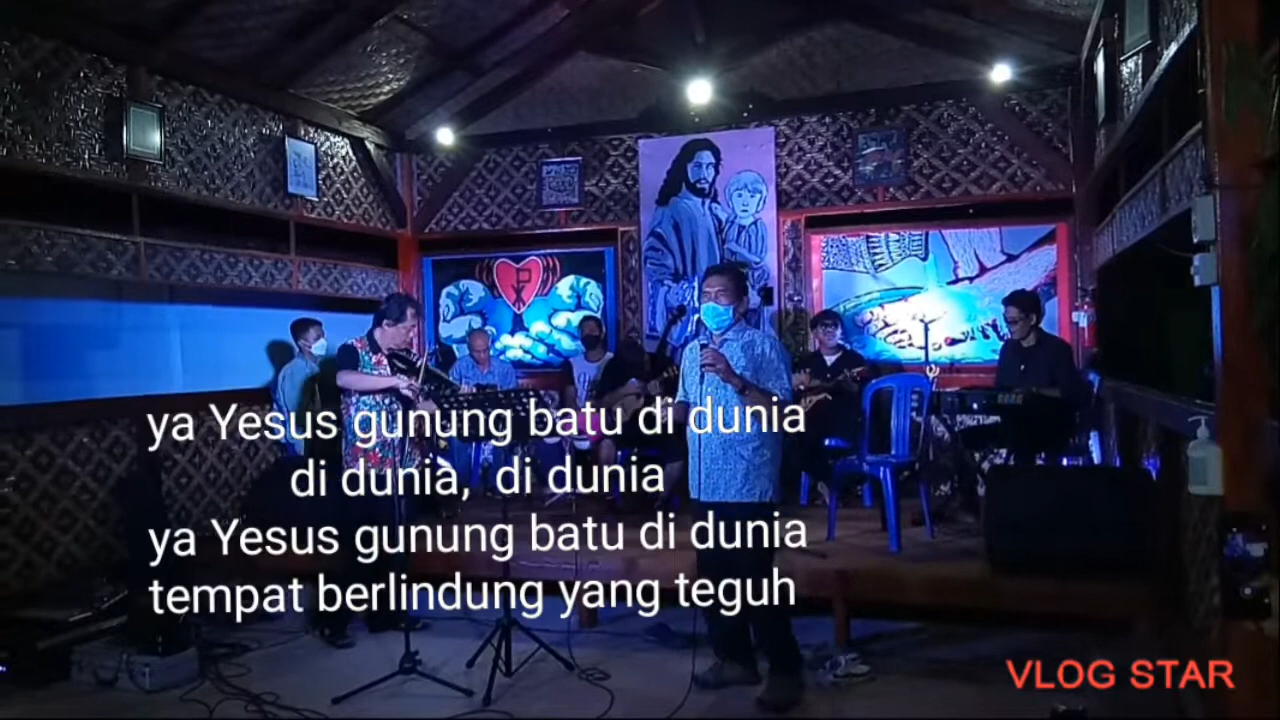 ya Yesus gunung batu di dunia
di dunia, di dunia
ya Yesus gunung batu di dunia
tempat berlindung yang teguh
VLOG STAR